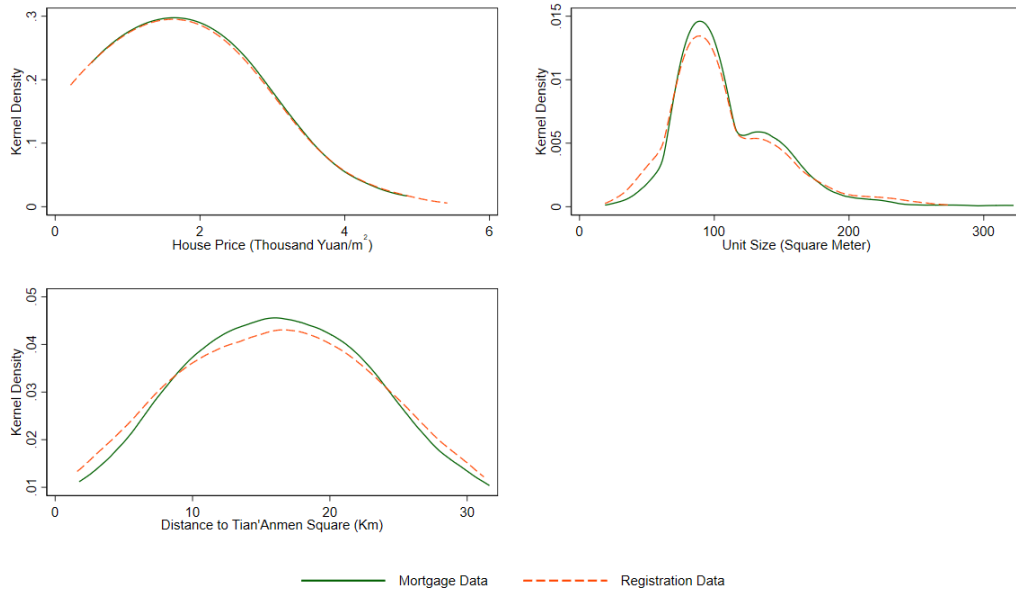 Kernel Density
.3
.2
.1
0
0 2 4 6
House Price (Thousand Yuan/m²)
Kernel Density
.015
.01
.005
0
0 100 200 300
Unit Size (Square Meter)
Kernel Density
.05
.04
.03
.02
.01
0 10 20 30
Distance to Tian'Anmen Square (Km)
Mortgage Data Registration Data